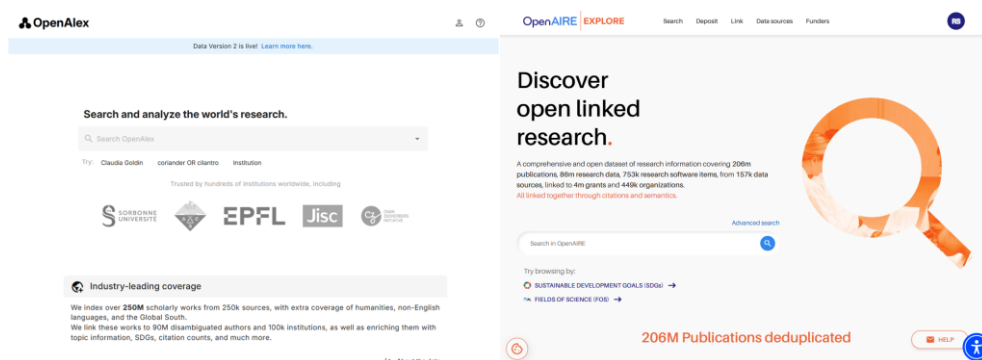 OpenAlex
Data Version 2 is live! Learn more here.
Search and analyze the world's research.
Search OpenAlex
Try: Claudia Goldin coriander OR cilantro Institution
Trusted by hundreds of institutions worldwide, including
SORBONNE
UNIVERSITÉ
EPFL
Jisc
CZI
Industry-leading coverage
We index over 250M scholarly works from 250k sources, with extra coverage of humanities, non-English
languages, and the Global South.
We link these works to 90M disambiguated authors and 100k institutions, as well as enriching them with
topic information, SDGs, citation counts, and much more.
About the data
OpenAIRE EXPLORE
Search Deposit Link Data sources Funders
RS
Discover
open linked
research.
A comprehensive and open dataset of research information covering 206m
publications, 86m research data, 753k research software items, from 157k data
sources, linked to 4m grants and 449k organizations.
All linked together through citations and semantics.
Advanced search
Search in OpenAIRE
Try browsing by:
SUSTAINABLE DEVELOPMENT GOALS (SDGs)
FIELDS OF SCIENCE (FOS)
206M Publications deduplicated
HELP